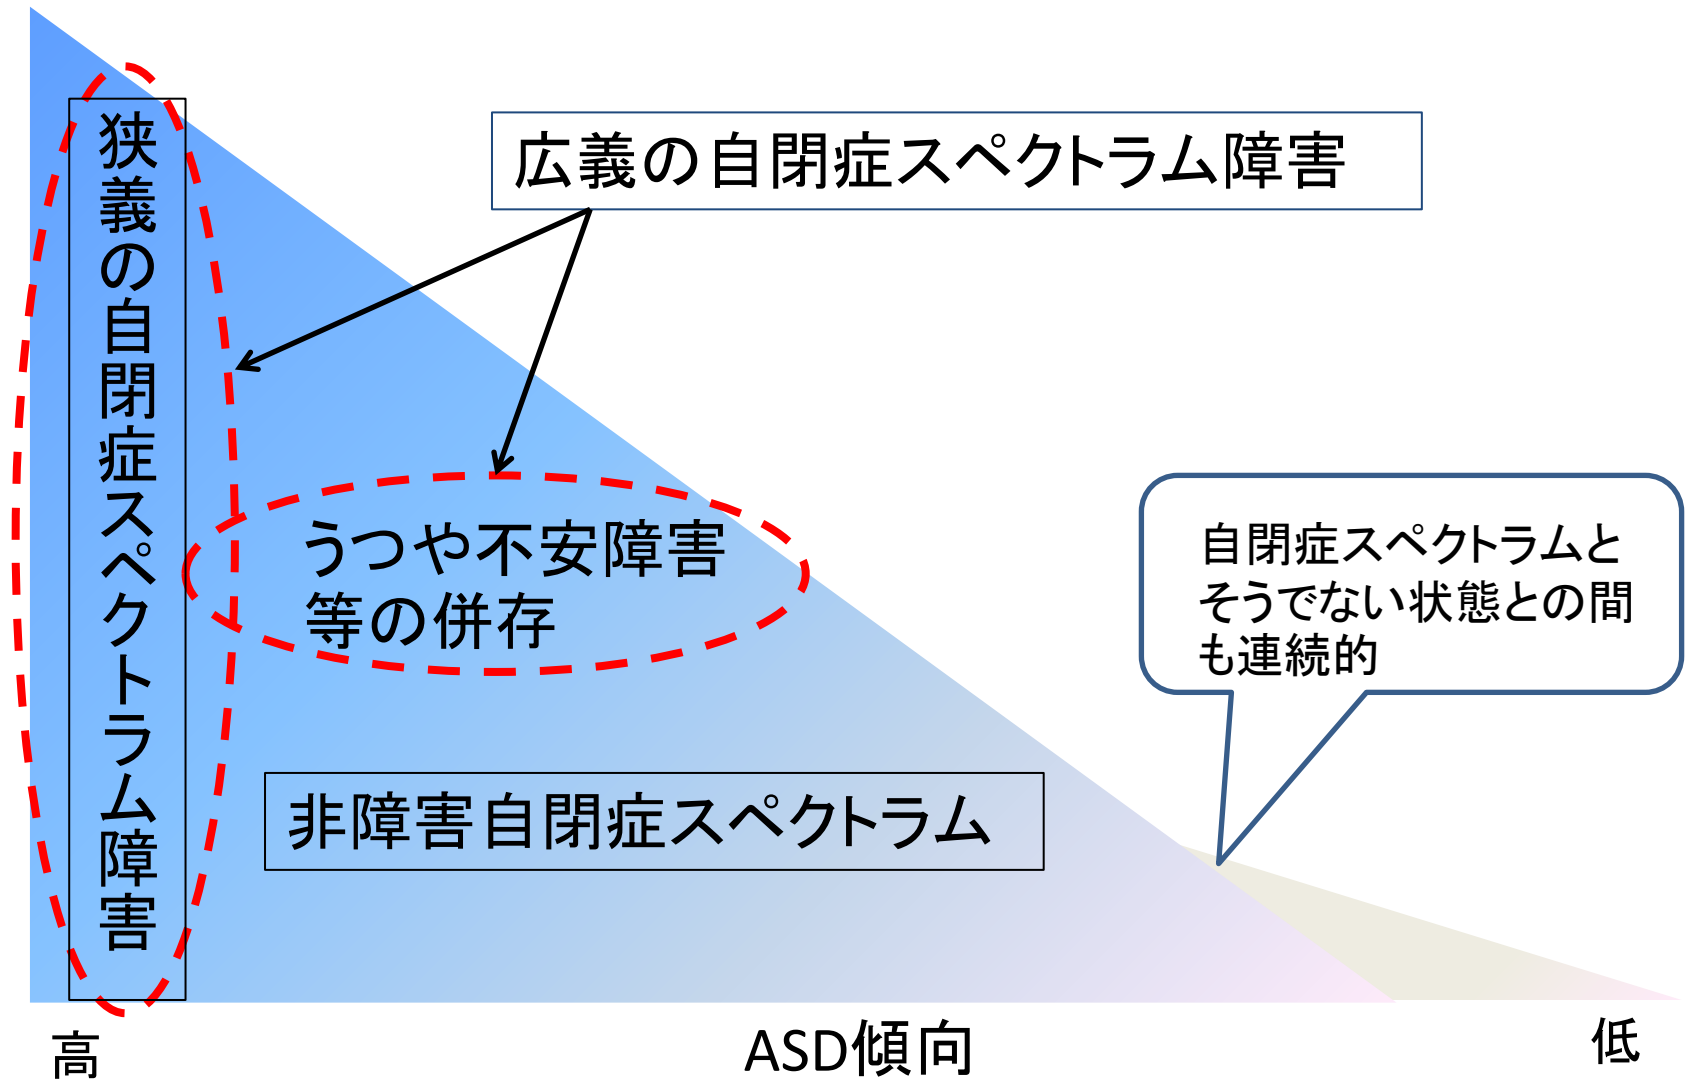 狭義の自閉症スペクトラム障害
広義の自閉症スペクトラム障害
うつや不安障害
等の併存
自閉症スペクトラムと
そうでない状態との間
も連続的
非障害自閉症スペクトラム
高
ASD傾向
低